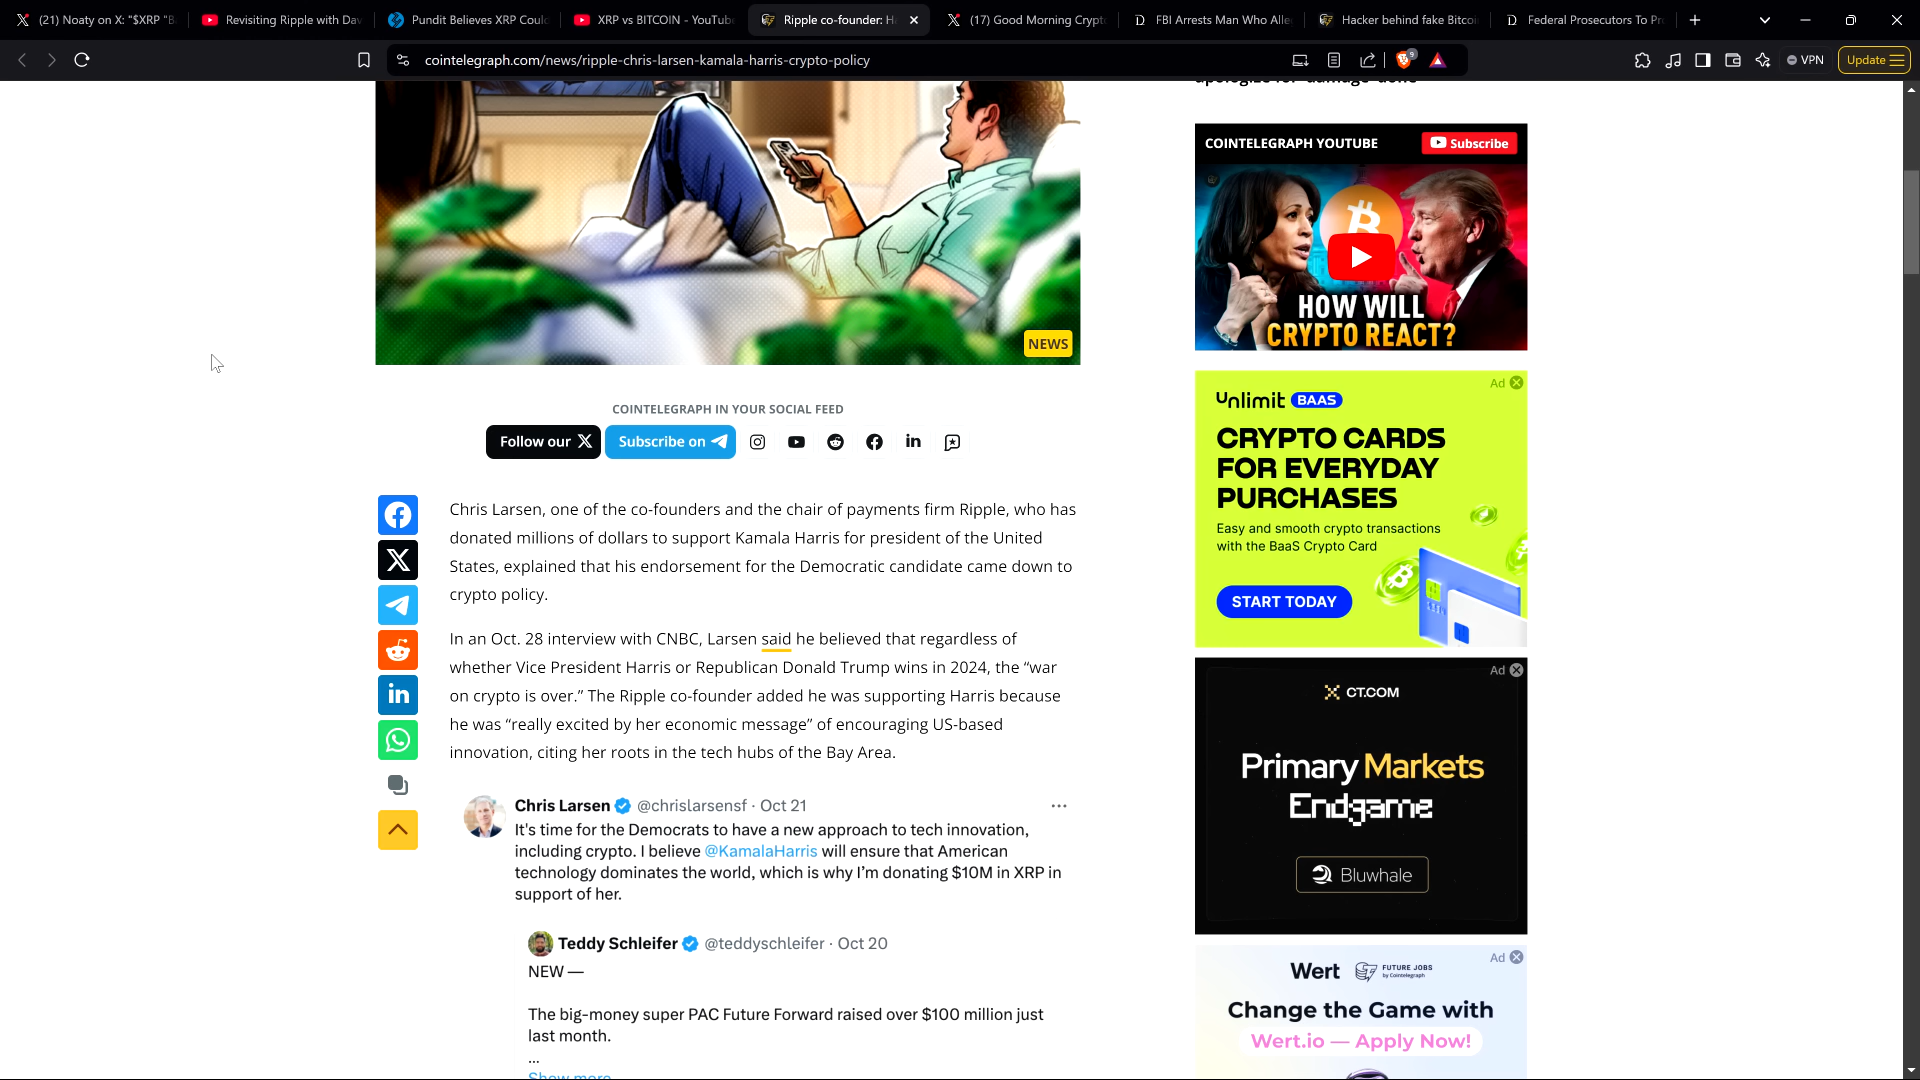 (21) Noaty on X: "$XRP "B
Revisiting Ripple with Dav
Pundit Believes XRP Coul
XRP vs BITCOIN - YouTub
Ripple co-founder: H
(17) Good Morning Crypt
FBI Arrests Man Who Alle
Hacker behind fake Bitcoi
Federal Prosecutors To Pr
cointelegraph.com/news/ripple-chris-larsen-kamala-harris-crypto-policy
9
VPN
Update
NEWS
COINTELEGRAPH IN YOUR SOCIAL FEED
Follow our X
Subscribe on
Chris Larsen, one of the co-founders and the chair of payments firm Ripple, who has
donated millions of dollars to support Kamala Harris for president of the United
States, explained that his endorsement for the Democratic candidate came down to
crypto policy.
In an Oct. 28 interview with CNBC, Larsen said he believed that regardless of
whether Vice President Harris or Republican Donald Trump wins in 2024, the “war
on crypto is over.” The Ripple co-founder added he was supporting Harris because
he was “really excited by her economic message” of encouraging US-based
innovation, citing her roots in the tech hubs of the Bay Area.
Chris Larsen @chrislarsensf · Oct 21
It's time for the Democrats to have a new approach to tech innovation,
including crypto. I believe @KamalaHarris will ensure that American
technology dominates the world, which is why I’m donating $10M in XRP in
support of her.
Teddy Schleifer @teddyschleifer · Oct 20
NEW —
The big-money super PAC Future Forward raised over $100 million just
last month.
...
Show more
apologize for 'damage' done
COINTELEGRAPH YOUTUBE
Subscribe
HOW WILL
CRYPTO REACT?
Ad
Unlimit BAAS
CRYPTO CARDS
FOR EVERYDAY
PURCHASES
Easy and smooth crypto transactions
with the BaaS Crypto Card
START TODAY
Ad
CT.COM
Primary Markets
Endgame
Bluwhale
Ad
Wert
FUTURE JOBS
by Cointelegraph
Change the Game with
Wert.io — Apply Now!